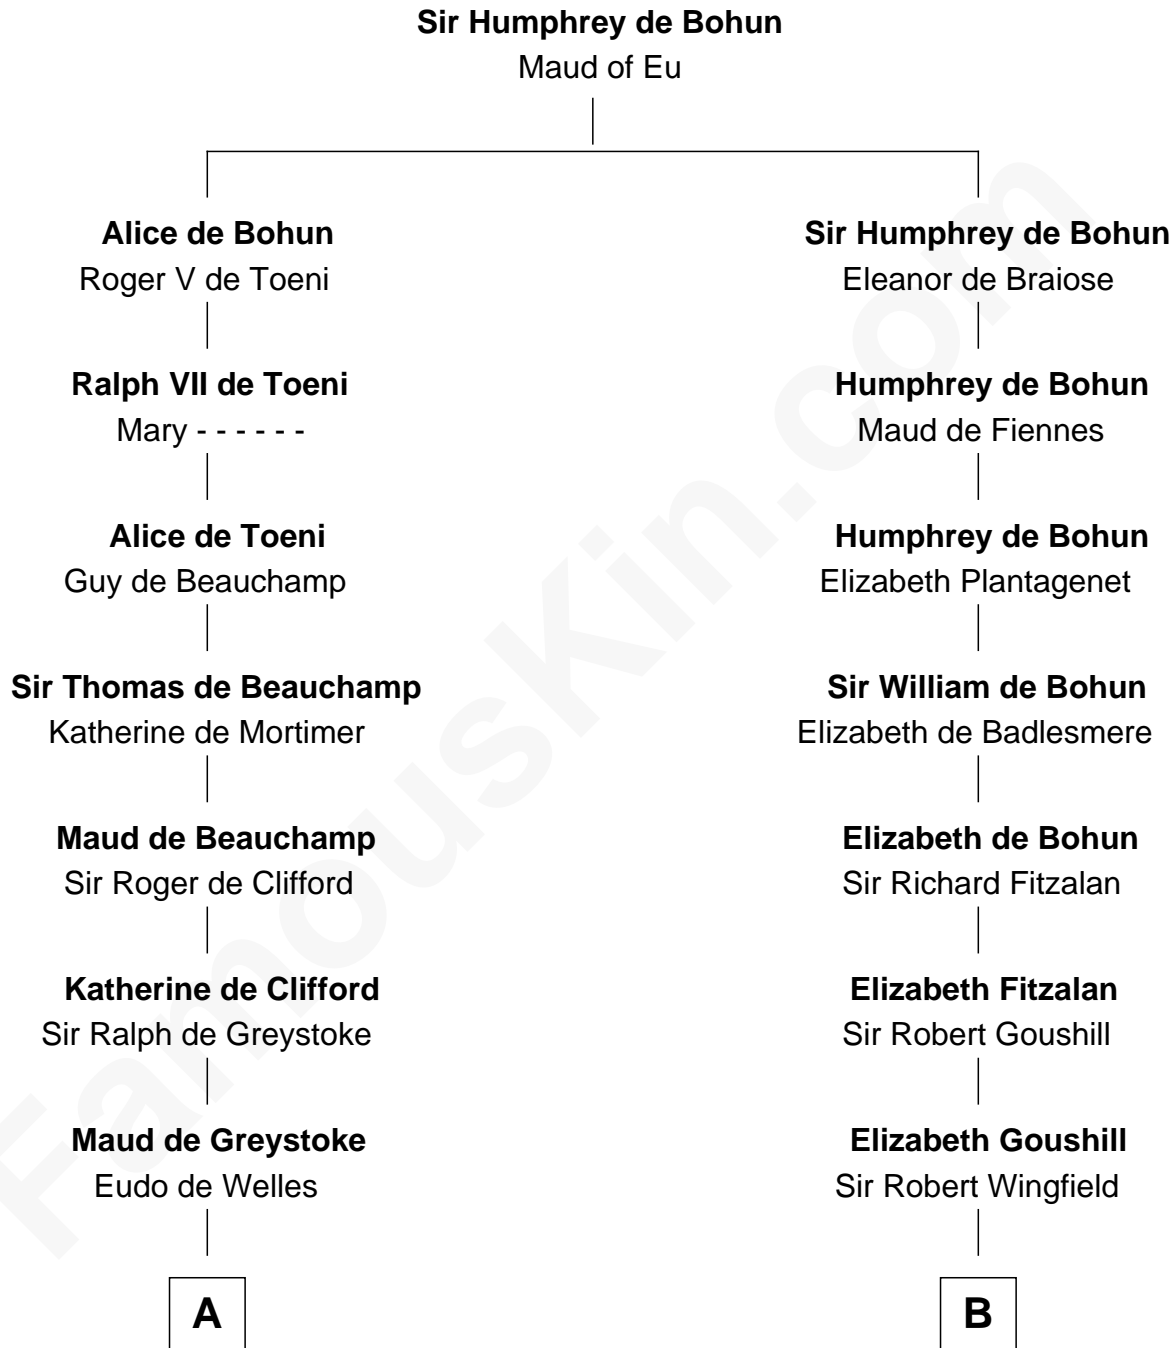 Sir Humphrey de Bohun
Maud of Eu
Alice de Bohun
Roger V de Toeni
Sir Humphrey de Bohun
Eleanor de Braiose
Ralph VII de Toeni
Mary - - - - - -
Humphrey de Bohun
Maud de Fiennes
Alice de Toeni
Guy de Beauchamp
Humphrey de Bohun
Elizabeth Plantagenet
Sir Thomas de Beauchamp
Katherine de Mortimer
Sir William de Bohun
Elizabeth de Badlesmere
Maud de Beauchamp
Sir Roger de Clifford
Elizabeth de Bohun
Sir Richard Fitzalan
Katherine de Clifford
Sir Ralph de Greystoke
Elizabeth Fitzalan
Sir Robert Goushill
Maud de Greystoke
Eudo de Welles
Elizabeth Goushill
Sir Robert Wingfield
A
B
FamousKin.com